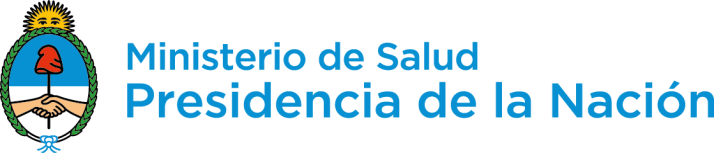 Ministerio de Salud
Presidencia de la Nación